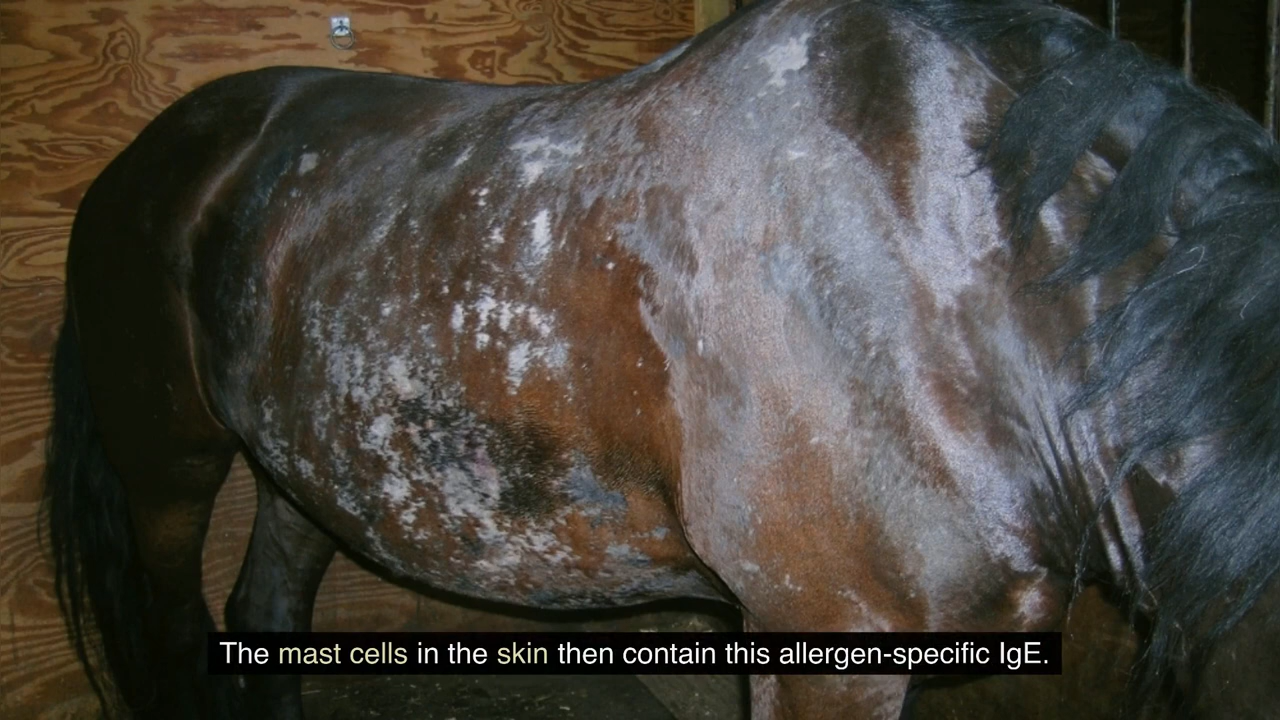 The mast cells in the skin then contain this allergen-specific IgE.